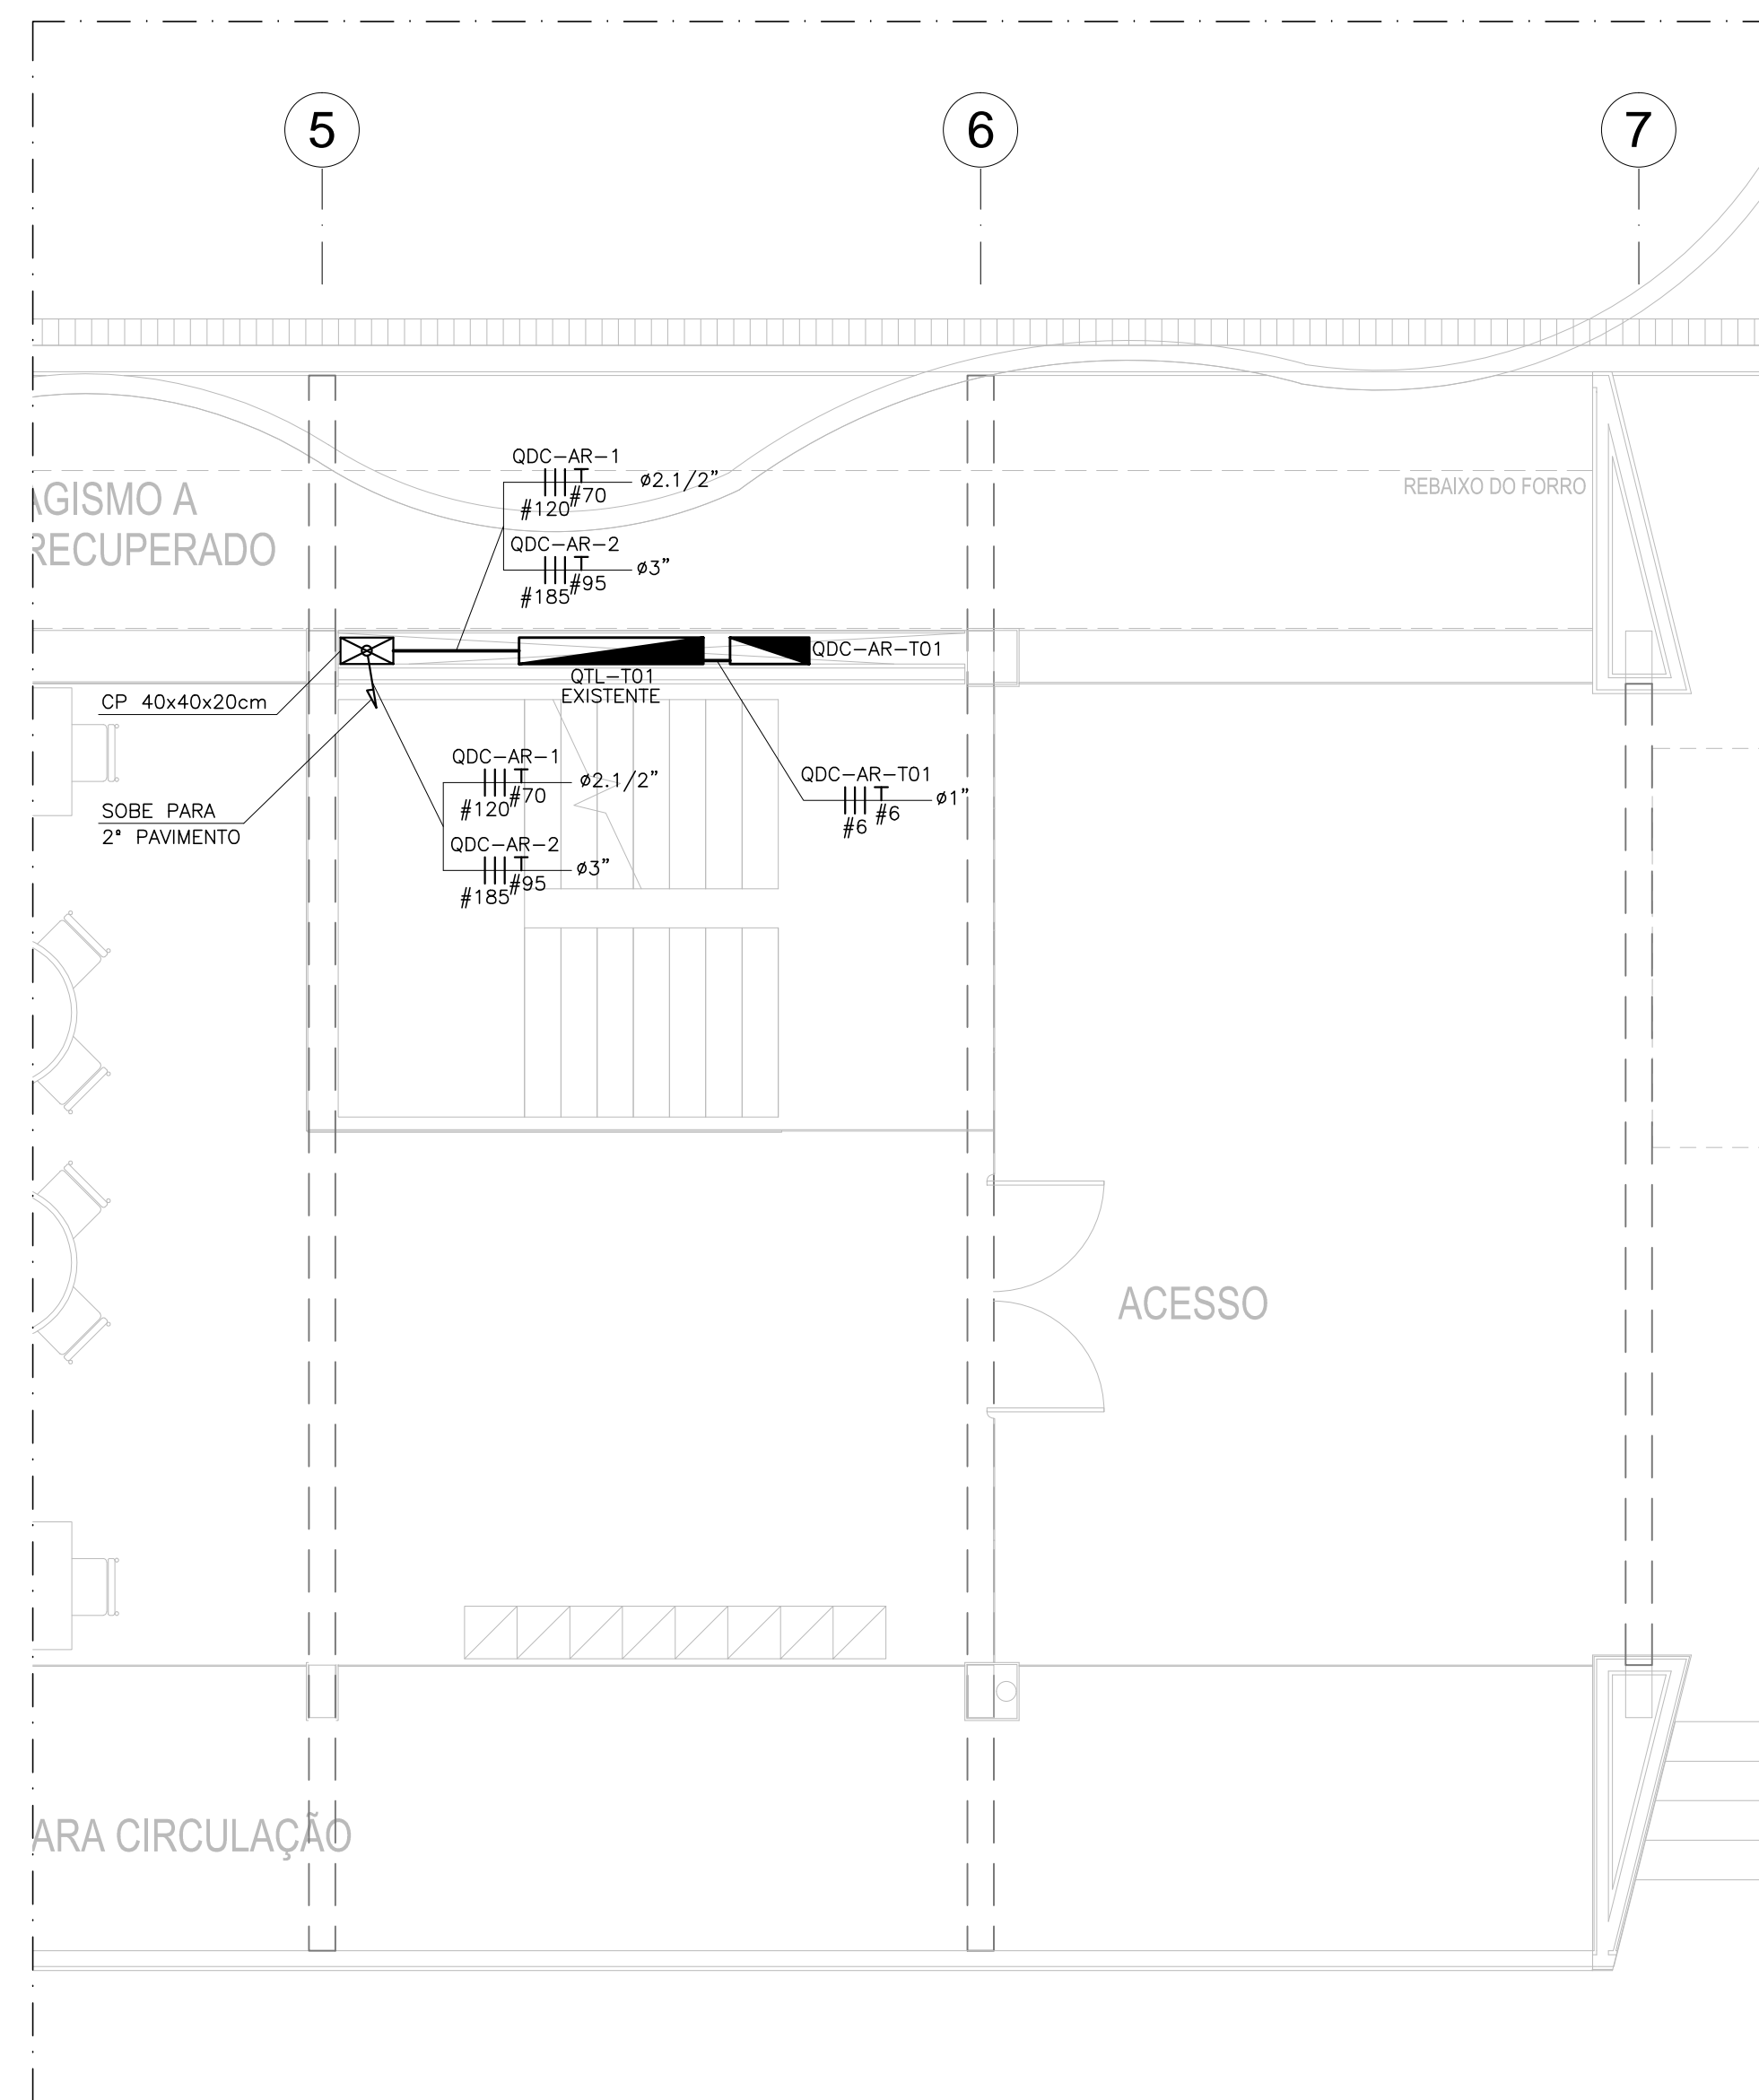 5
6
7
QDC-AR-1
ø2.1/2"
#120
#70
QDC-AR-2
ø3"
#185
#95
AGISMO A
RECUPERADO
REBAIXO DO FORRO
QDC-AR-T01
QTL-T01
EXISTENTE
CP 40x40x20cm
SOBE PARA
2° PAVIMENTO
QDC-AR-1
ø2.1/2"
#120
#70
QDC-AR-2
ø3"
#185
#95
QDC-AR-T01
ø1"
#6
#6
ACESSO
ARA CIRCULAÇÃO